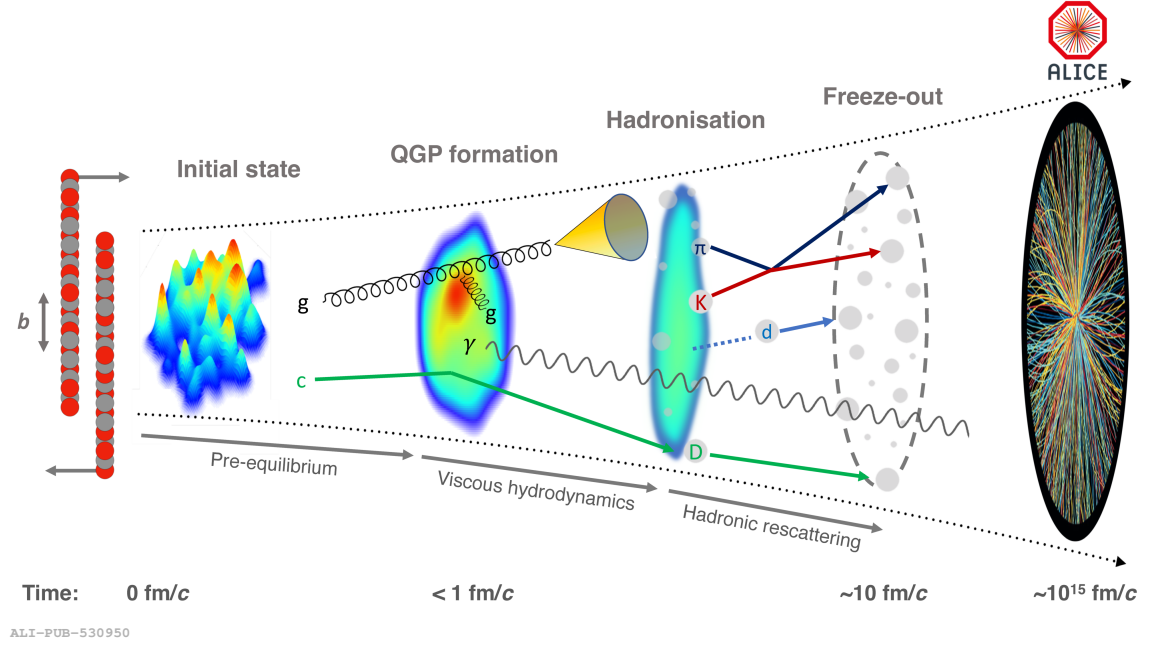 ALICE
Freeze-out
Hadronisation
QGP formation
Initial state
b
g
g
γ
c
π
K
d
D
Pre-equilibrium
Viscous hydrodynamics
Hadronic rescattering
Time: 0 fm/c < 1 fm/c ~10 fm/c ~10¹⁵ fm/c
ALI-PUB-530950